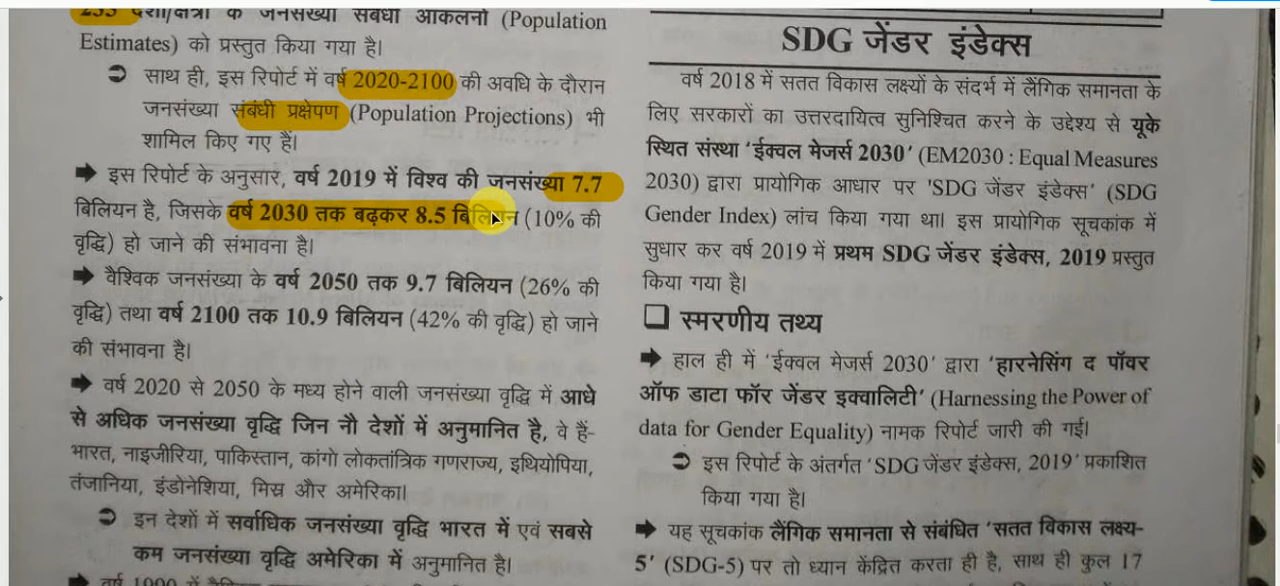 235 देशों/क्षेत्रों के जनसंख्या संबंधी आकलनों (Population
Estimates) को प्रस्तुत किया गया है।
➲ साथ ही, इस रिपोर्ट में वर्ष 2020-2100 की अवधि के दौरान
जनसंख्या संबंधी प्रक्षेपण (Population Projections) भी
शामिल किए गए हैं।
➡ इस रिपोर्ट के अनुसार, वर्ष 2019 में विश्व की जनसंख्या 7.7
बिलियन है, जिसके वर्ष 2030 तक बढ़कर 8.5 बिलियन (10% की
वृद्धि) हो जाने की संभावना है।
➡ वैश्विक जनसंख्या के वर्ष 2050 तक 9.7 बिलियन (26% की
वृद्धि) तथा वर्ष 2100 तक 10.9 बिलियन (42% की वृद्धि) हो जाने
की संभावना है।
➡ वर्ष 2020 से 2050 के मध्य होने वाली जनसंख्या वृद्धि में आधे
से अधिक जनसंख्या वृद्धि जिन नौ देशों में अनुमानित है, वे हैं-
भारत, नाइजीरिया, पाकिस्तान, कांगो लोकतांत्रिक गणराज्य, इथियोपिया,
तंजानिया, इंडोनेशिया, मिस्र और अमेरिका।
➲ इन देशों में सर्वाधिक जनसंख्या वृद्धि भारत में एवं सबसे
कम जनसंख्या वृद्धि अमेरिका में अनुमानित है।
➡ वर्ष 1990 में
SDG जेंडर इंडेक्स
वर्ष 2018 में सतत विकास लक्ष्यों के संदर्भ में लैंगिक समानता के
लिए सरकारों का उत्तरदायित्व सुनिश्चित करने के उद्देश्य से यूके
स्थित संस्था 'ईक्वल मेजर्स 2030' (EM2030 : Equal Measures
2030) द्वारा प्रायोगिक आधार पर 'SDG जेंडर इंडेक्स' (SDG
Gender Index) लांच किया गया था। इस प्रायोगिक सूचकांक में
सुधार कर वर्ष 2019 में प्रथम SDG जेंडर इंडेक्स, 2019 प्रस्तुत
किया गया है।
❑ स्मरणीय तथ्य
➡ हाल ही में 'ईक्वल मेजर्स 2030' द्वारा 'हारनेसिंग द पॉवर
ऑफ डाटा फॉर जेंडर इक्वालिटी' (Harnessing the Power of
data for Gender Equality) नामक रिपोर्ट जारी की गई।
➲ इस रिपोर्ट के अंतर्गत 'SDG जेंडर इंडेक्स, 2019' प्रकाशित
किया गया है।
➡ यह सूचकांक लैंगिक समानता से संबंधित 'सतत विकास लक्ष्य-
5' (SDG-5) पर तो ध्यान केंद्रित करता ही है, साथ ही कुल 17